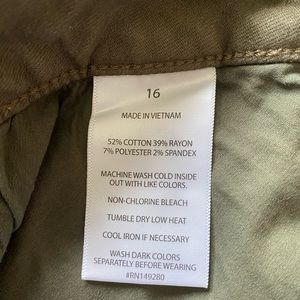 16
MADE IN VIETNAM
52% COTTON 39% RAYON
7% POLYESTER 2% SPANDEX
MACHINE WASH COLD INSIDE
OUT WITH LIKE COLORS.
NON-CHLORINE BLEACH
TUMBLE DRY LOW HEAT
COOL IRON IF NECESSARY
WASH DARK COLORS
SEPARATELY BEFORE WEARING
#RN149280